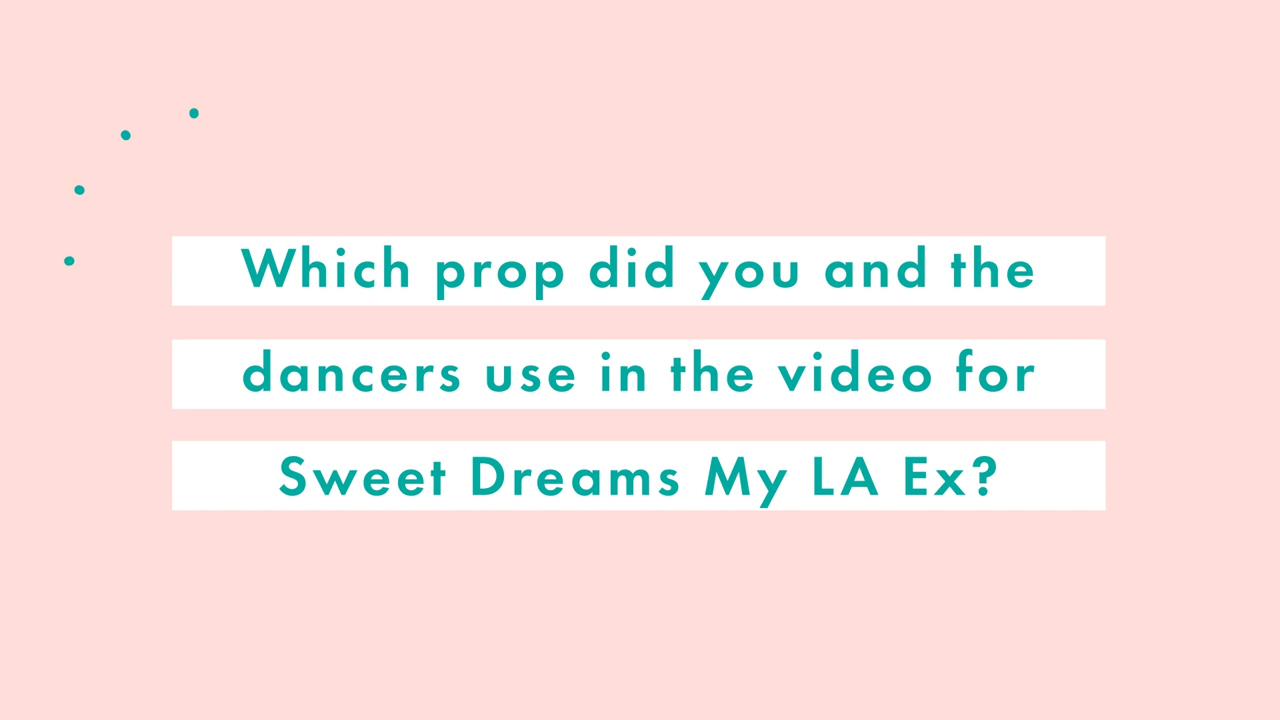 Which prop did you and the
dancers use in the video for
Sweet Dreams My LA Ex?